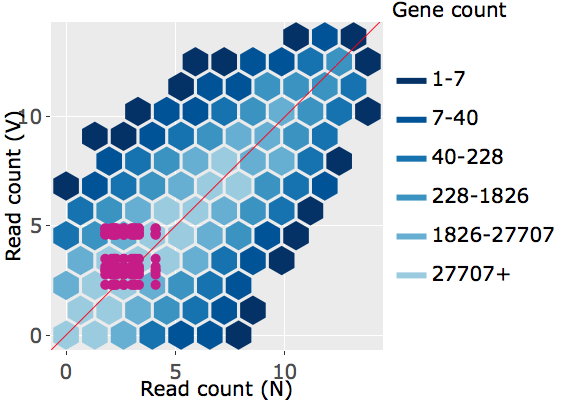 Gene count
1-7
7-40
40-228
228-1826
1826-27707
27707+
Read count (V)
10
5
0
0 5 10
Read count (N)